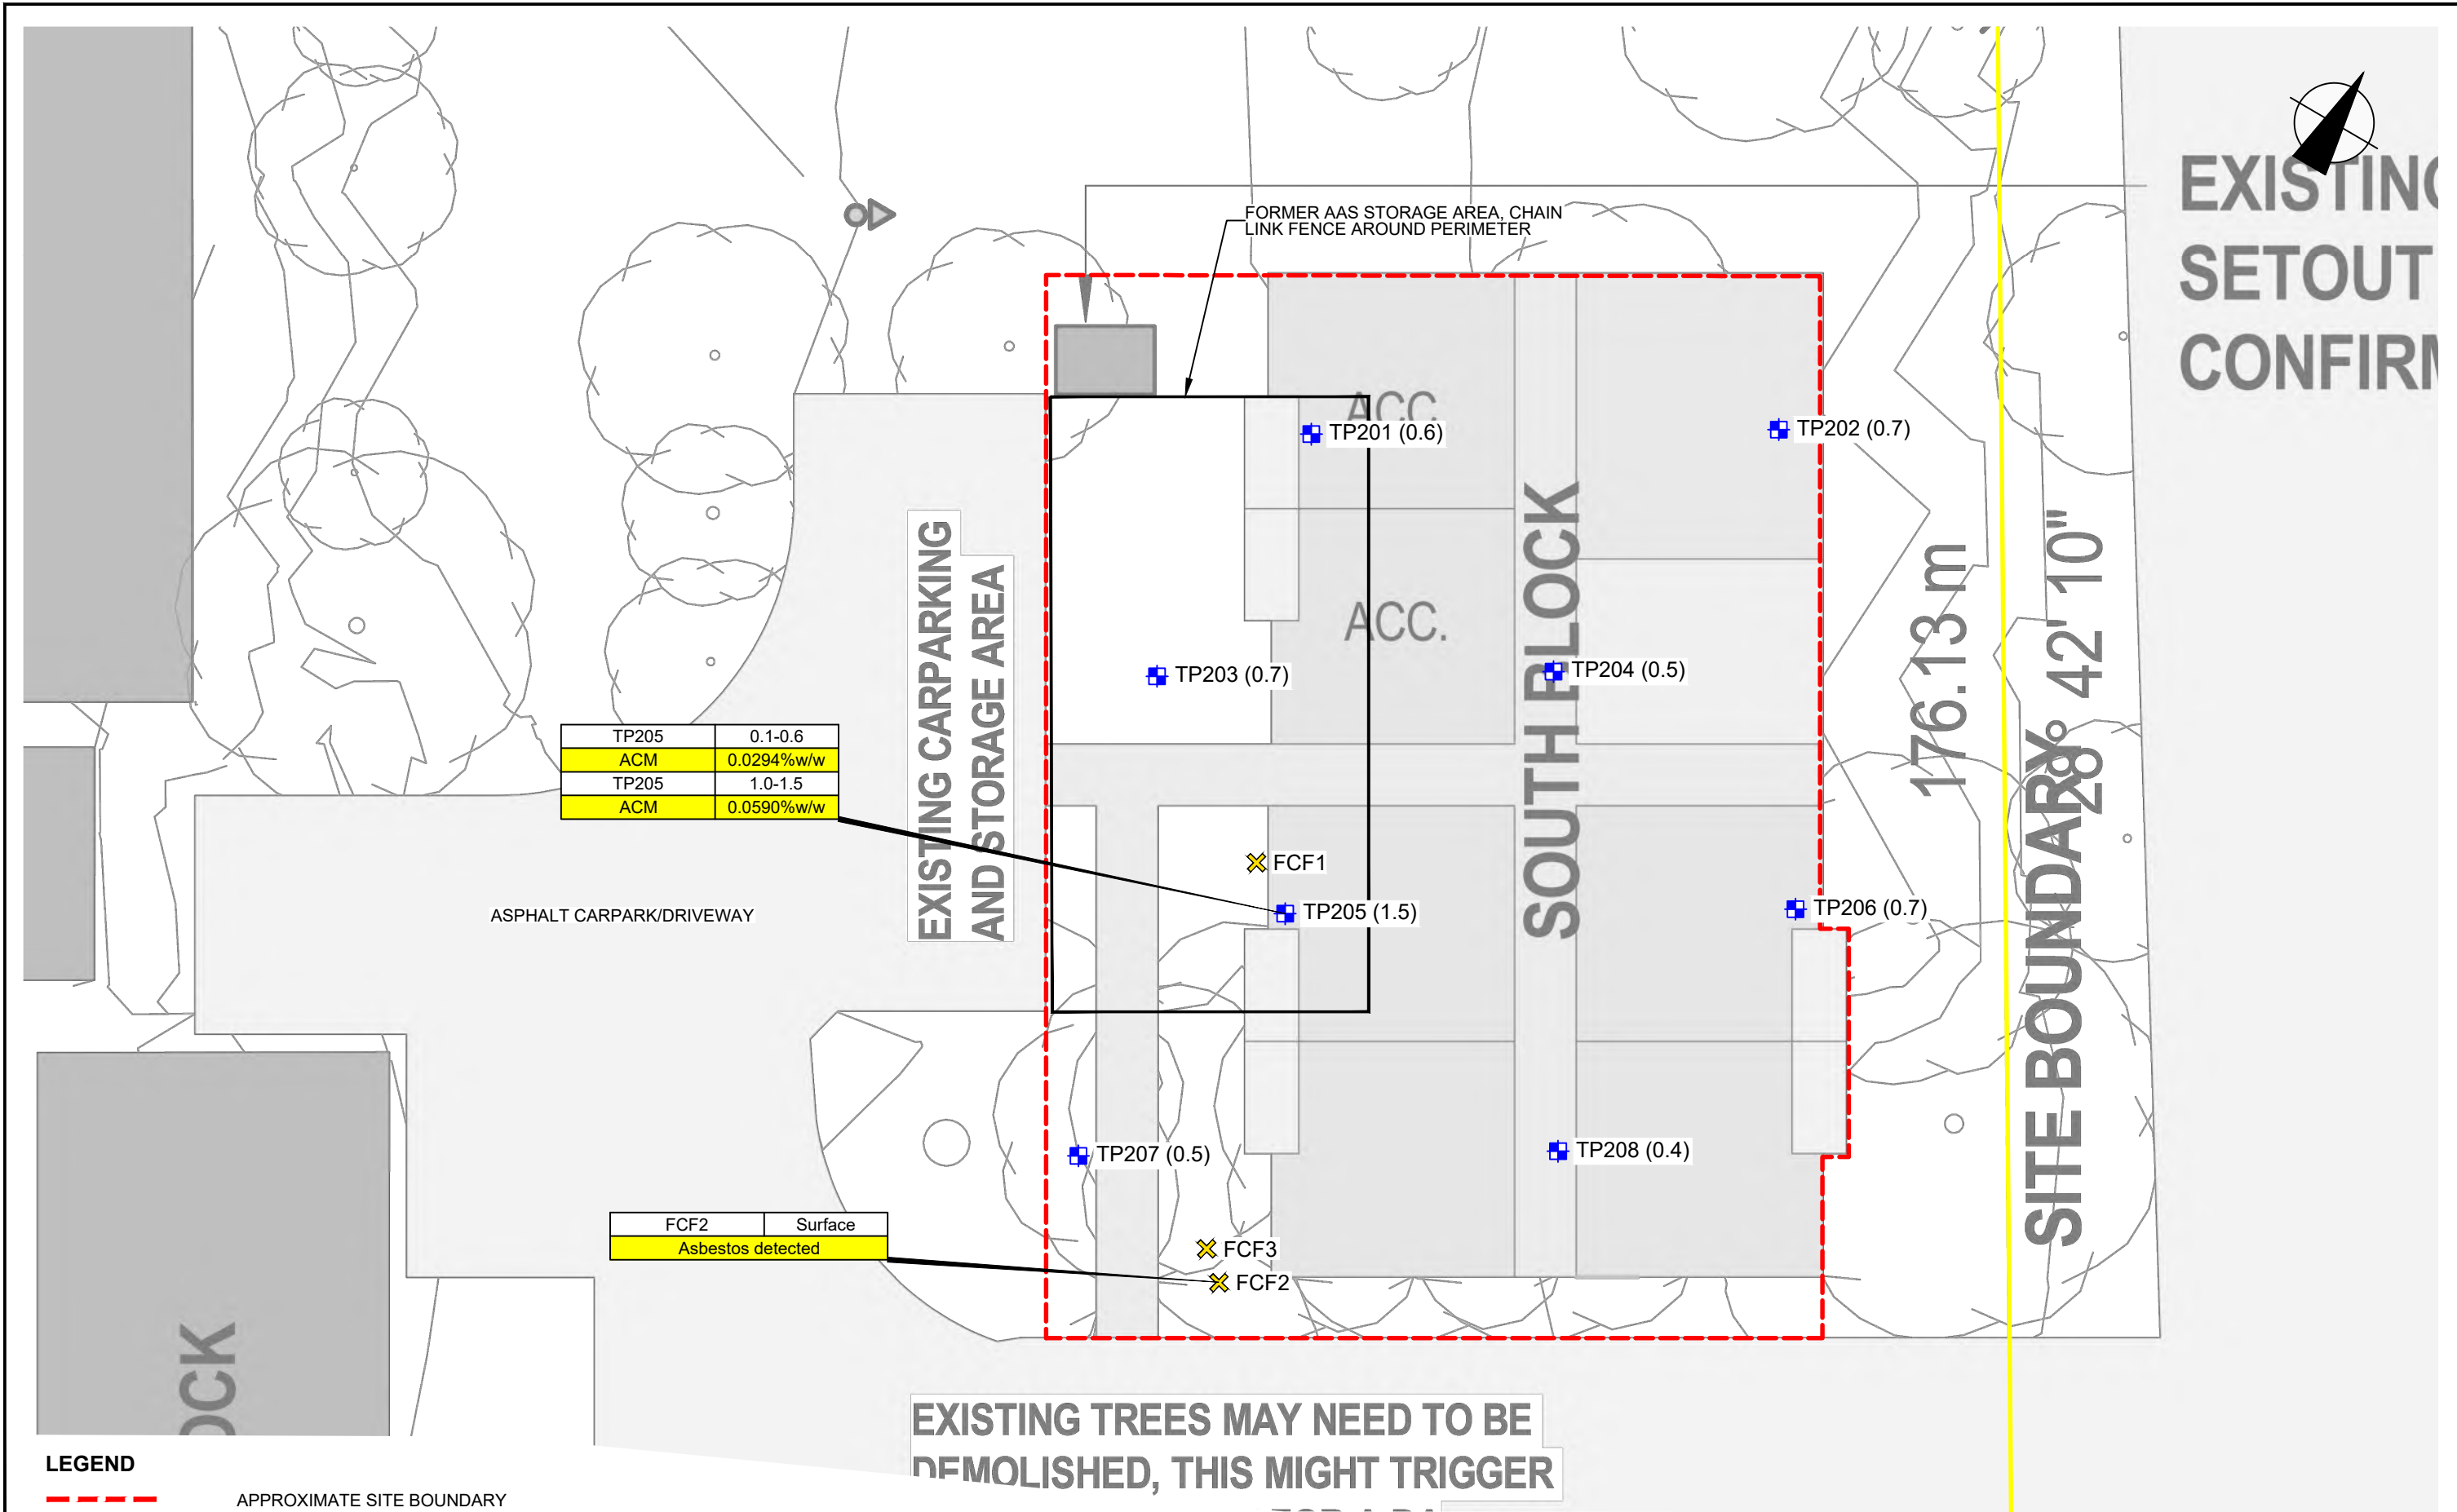 EXISTING
SETOUT
CONFIRM
FORMER AAS STORAGE AREA, CHAIN
LINK FENCE AROUND PERIMETER
ACC.
TP201 (0.6)
TP202 (0.7)
ACC.
TP203 (0.7)
TP204 (0.5)
SOUTH BLOCK
EXISTING CARPARKING
AND STORAGE AREA
176.13 m
28° 42' 10"
SITE BOUNDARY
TP205 0.1-0.6
ACM 0.0294%w/w
TP205 1.0-1.5
ACM 0.0590%w/w
FCF1
ASPHALT CARPARK/DRIVEWAY
TP205 (1.5)
TP206 (0.7)
TP207 (0.5)
TP208 (0.4)
FCF2 Surface
Asbestos detected
FCF3
FCF2
OCK
EXISTING TREES MAY NEED TO BE
DEMOLISHED, THIS MIGHT TRIGGER
LEGEND
APPROXIMATE SITE BOUNDARY